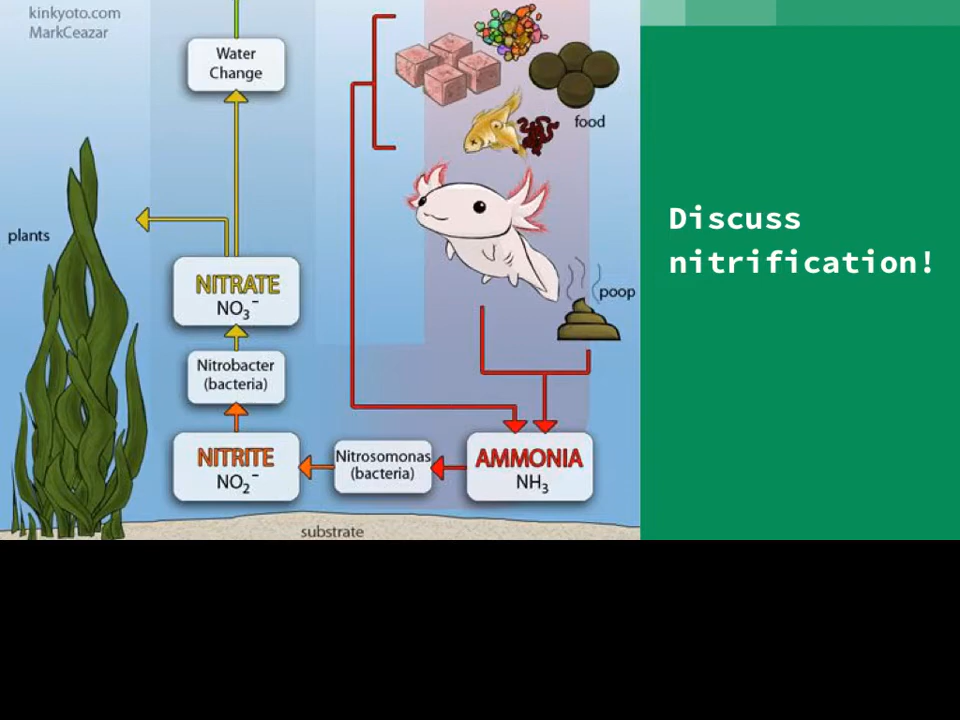 kinkyoto.com
MarkCeazar
Water
Change
food
plants
NITRATE
NO₃⁻
poop
Nitrobacter
(bacteria)
NITRITE
NO₂⁻
Nitrosomonas
(bacteria)
AMMONIA
NH₃
substrate
Discuss
nitrification!